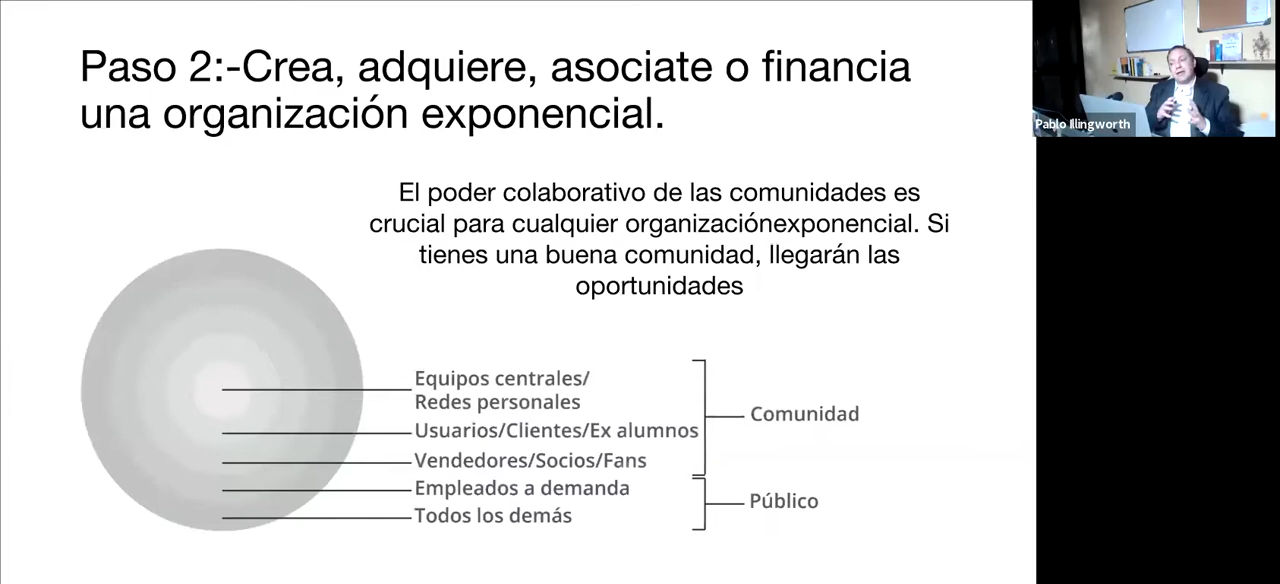 Paso 2:-Crea, adquiere, asociate o financia
una organización exponencial.
El poder colaborativo de las comunidades es
crucial para cualquier organizaciónexponencial. Si
tienes una buena comunidad, llegarán las
oportunidades
Equipos centrales/
Redes personales
Usuarios/Clientes/Ex alumnos
Vendedores/Socios/Fans
Comunidad
Empleados a demanda
Todos los demás
Público
Pablo Illingworth